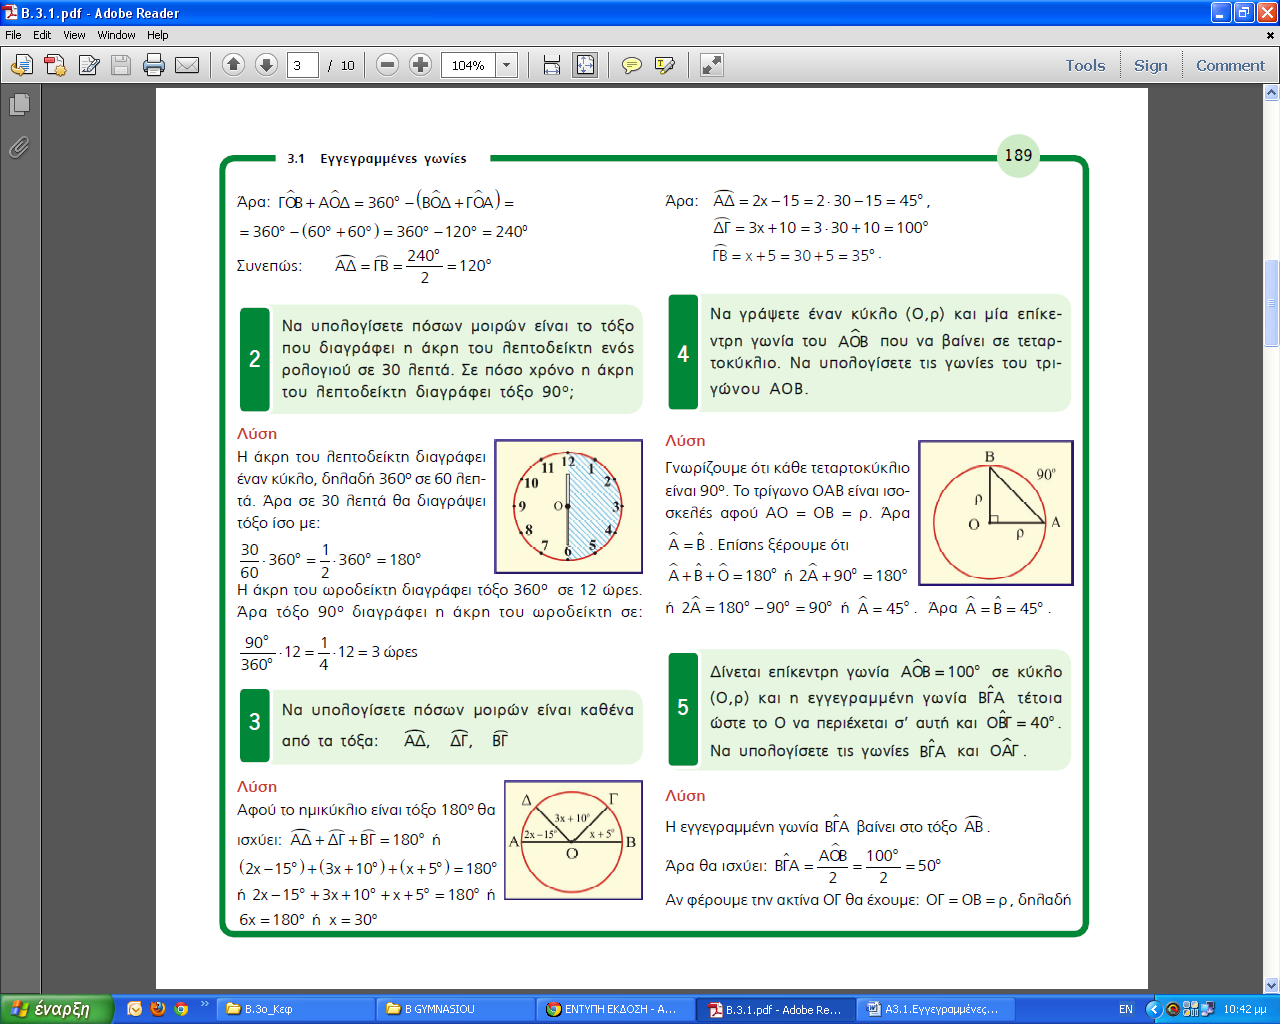 B.3.1.pdf - Adobe Reader
File Edit View Window Help
3 / 10 104% Tools Sign Comment
3.1 Εγγεγραμμένες γωνίες 189
Άρα: ΓÔΒ + ΑÔΔ = 360° − (ΒÔΔ + ΓÔΑ) =
= 360° − (60° + 60°) = 360° − 120° = 240°
Συνεπώς: ΑΔ = ΓΒ = 240°/2 = 120°
2
Να υπολογίσετε πόσων μοιρών είναι το τόξο
που διαγράφει η άκρη του λεπτοδείκτη ενός
ρολογιού σε 30 λεπτά. Σε πόσο χρόνο η άκρη
του λεπτοδείκτη διαγράφει τόξο 90°;
Λύση
Η άκρη του λεπτοδείκτη διαγράφει
έναν κύκλο, δηλαδή 360° σε 60 λεπ-
τά. Άρα σε 30 λεπτά θα διαγράψει
τόξο ίσο με:
30/60 · 360° = 1/2 · 360° = 180°
12 1 2 3 4 5 6 7 8 9 10 11 O
Η άκρη του ωροδείκτη διαγράφει τόξο 360° σε 12 ώρες.
Άρα τόξο 90° διαγράφει η άκρη του ωροδείκτη σε:
90°/360° · 12 = 1/4 · 12 = 3 ώρες
3
Να υπολογίσετε πόσων μοιρών είναι καθένα
από τα τόξα: ΑΔ, ΔΓ, ΒΓ
Λύση
Αφού το ημικύκλιο είναι τόξο 180° θα
ισχύει: ΑΔ + ΔΓ + ΒΓ = 180° ή
(2x − 15°) + (3x + 10°) + (x + 5°) = 180°
ή 2x − 15° + 3x + 10° + x + 5° = 180° ή
6x = 180° ή x = 30°
Δ Γ
3x + 10°
A 2x − 15° x + 5° B
O
Άρα: ΑΔ = 2x − 15 = 2 · 30 − 15 = 45°,
ΔΓ = 3x + 10 = 3 · 30 + 10 = 100°
ΓΒ = x + 5 = 30 + 5 = 35° .
4
Να γράψετε έναν κύκλο (Ο,ρ) και μία επίκε-
ντρη γωνία του ΑÔΒ που να βαίνει σε τεταρ-
τοκύκλιο. Να υπολογίσετε τις γωνίες του τρι-
γώνου ΑΟΒ.
Λύση
Γνωρίζουμε ότι κάθε τεταρτοκύκλιο
είναι 90°. Το τρίγωνο ΟΑΒ είναι ισο-
σκελές αφού ΑΟ = ΟΒ = ρ. Άρα
Â = B̂ . Επίσης ξέρουμε ότι
Â + B̂ + Ô = 180° ή 2Â + 90° = 180°
ή 2Â = 180° − 90° = 90° ή Â = 45° . Άρα Â = B̂ = 45° .
B 90°
ρ
O A
ρ
5
Δίνεται επίκεντρη γωνία ΑÔΒ = 100° σε κύκλο
(Ο,ρ) και η εγγεγραμμένη γωνία ΒΓ̂Α τέτοια
ώστε το Ο να περιέχεται σ' αυτή και ΟΒ̂Γ = 40° .
Να υπολογίσετε τις γωνίες ΒΓ̂Α και ΟÂΓ .
Λύση
Η εγγεγραμμένη γωνία ΒΓ̂Α βαίνει στο τόξο ΑΒ .
Άρα θα ισχύει: ΒΓ̂Α = ΑÔΒ/2 = 100°/2 = 50°
Αν φέρουμε την ακτίνα ΟΓ θα έχουμε: ΟΓ = ΟΒ = ρ , δηλαδή
έναρξη B.3ο_Κεφ B GYMNASIOU ΕΝΤΥΠΗ ΕΚΔΟΣΗ - Α... B.3.1.pdf - Adobe Re... Α3.1.Εγγεγραμμένες... EN 10:42 μμ